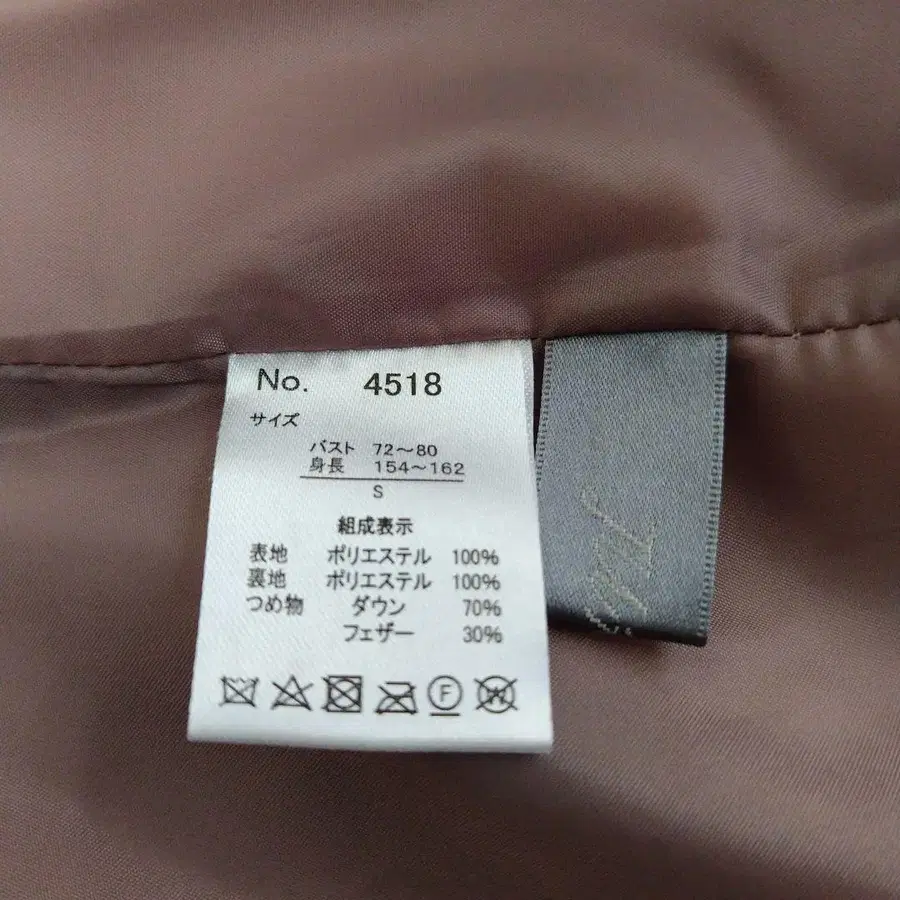 No. 4518
サイズ
バスト 72～80
身長 154～162
S
組成表示
表地 ポリエステル 100%
裏地 ポリエステル 100%
つめ物 ダウン 70%
フェザー 30%
F W